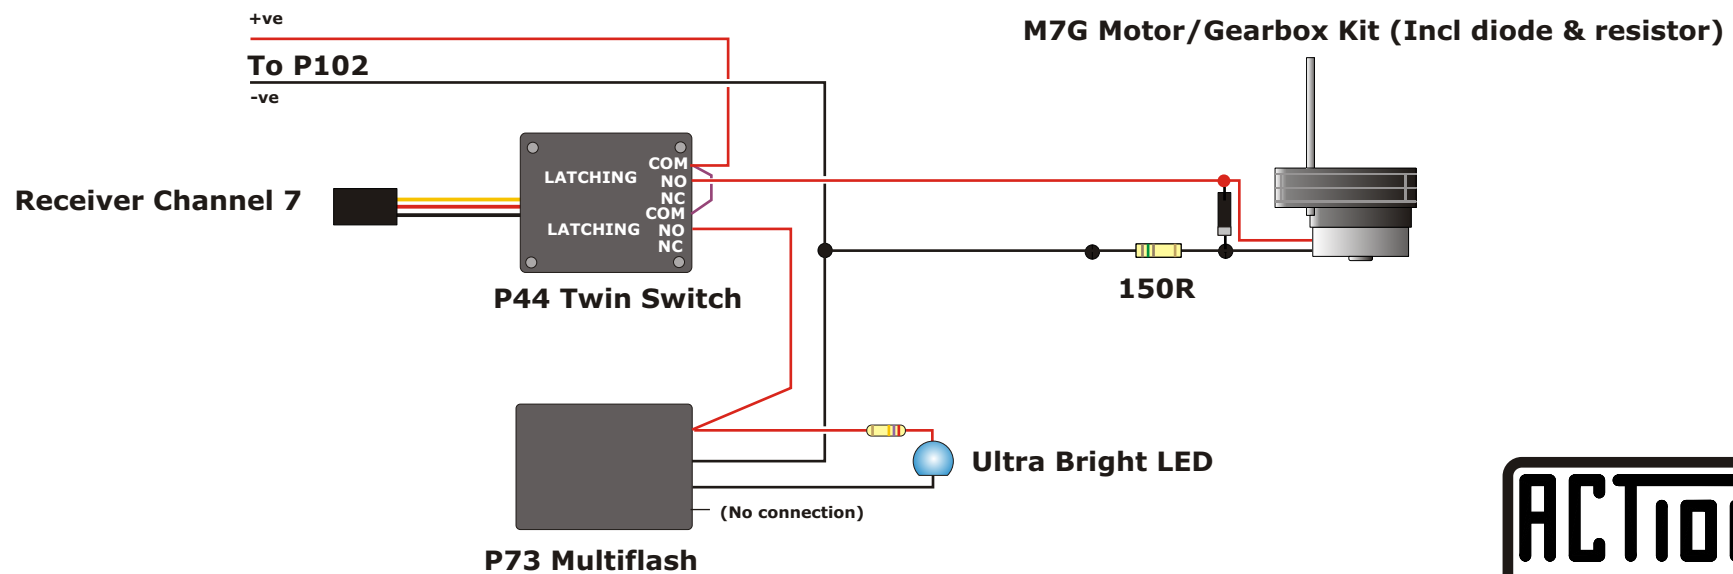 +ve
M7G Motor/Gearbox Kit (Incl diode & resistor)
To P102
-ve
COM
LATCHING
NO
Receiver Channel 7
NC
COM
LATCHING
NO
NC
P44 Twin Switch
150R
Ultra Bright LED
(No connection)
P73 Multiflash